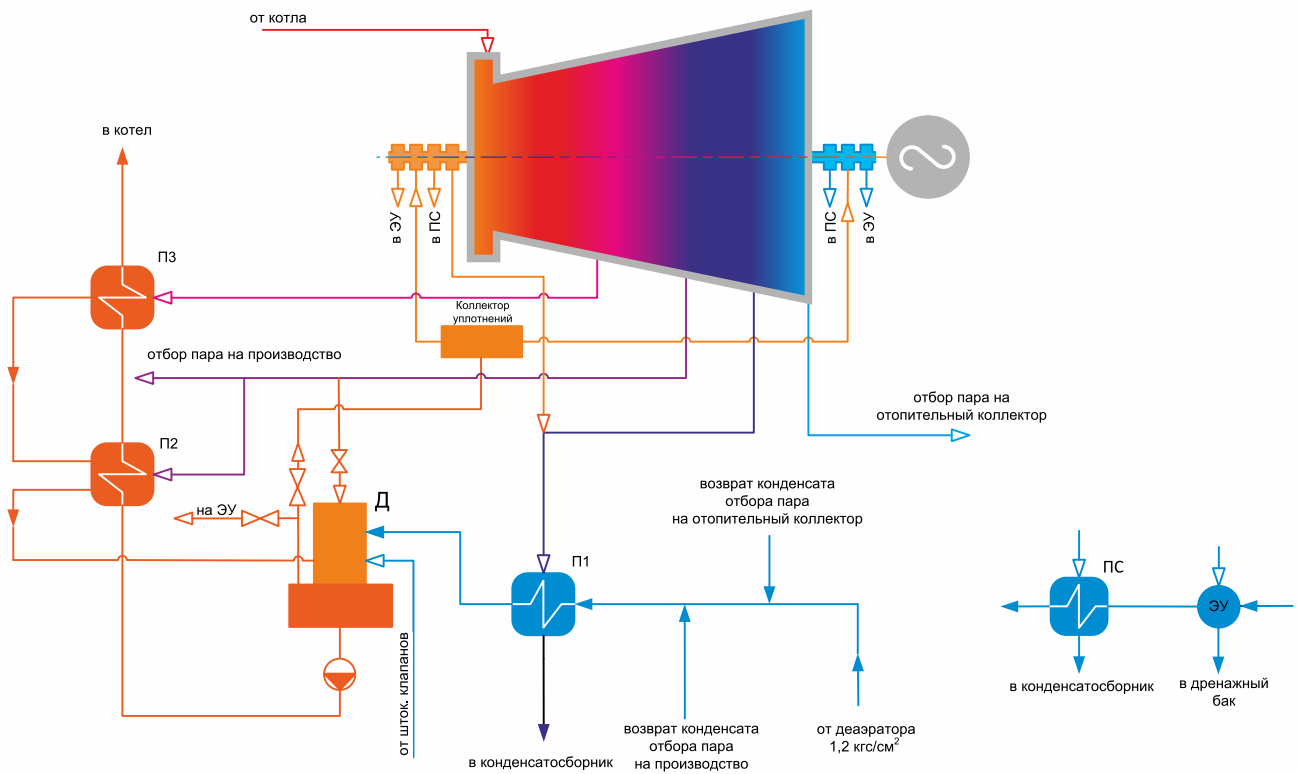 от котла
в котел
в ЭУ
в ПС
в ПС
в ЭУ
П3
Коллектор
уплотнений
отбор пара на производство
отбор пара на
отопительный коллектор
П2
возврат конденсата
отбора пара
на отопительный коллектор
на ЭУ
Д
П1
ПС
ЭУ
от шток. клапанов
в конденсатосборник
в дренажный
бак
возврат конденсата
отбора пара
на производство
от деаэратора
1,2 кгс/см²
в конденсатосборник